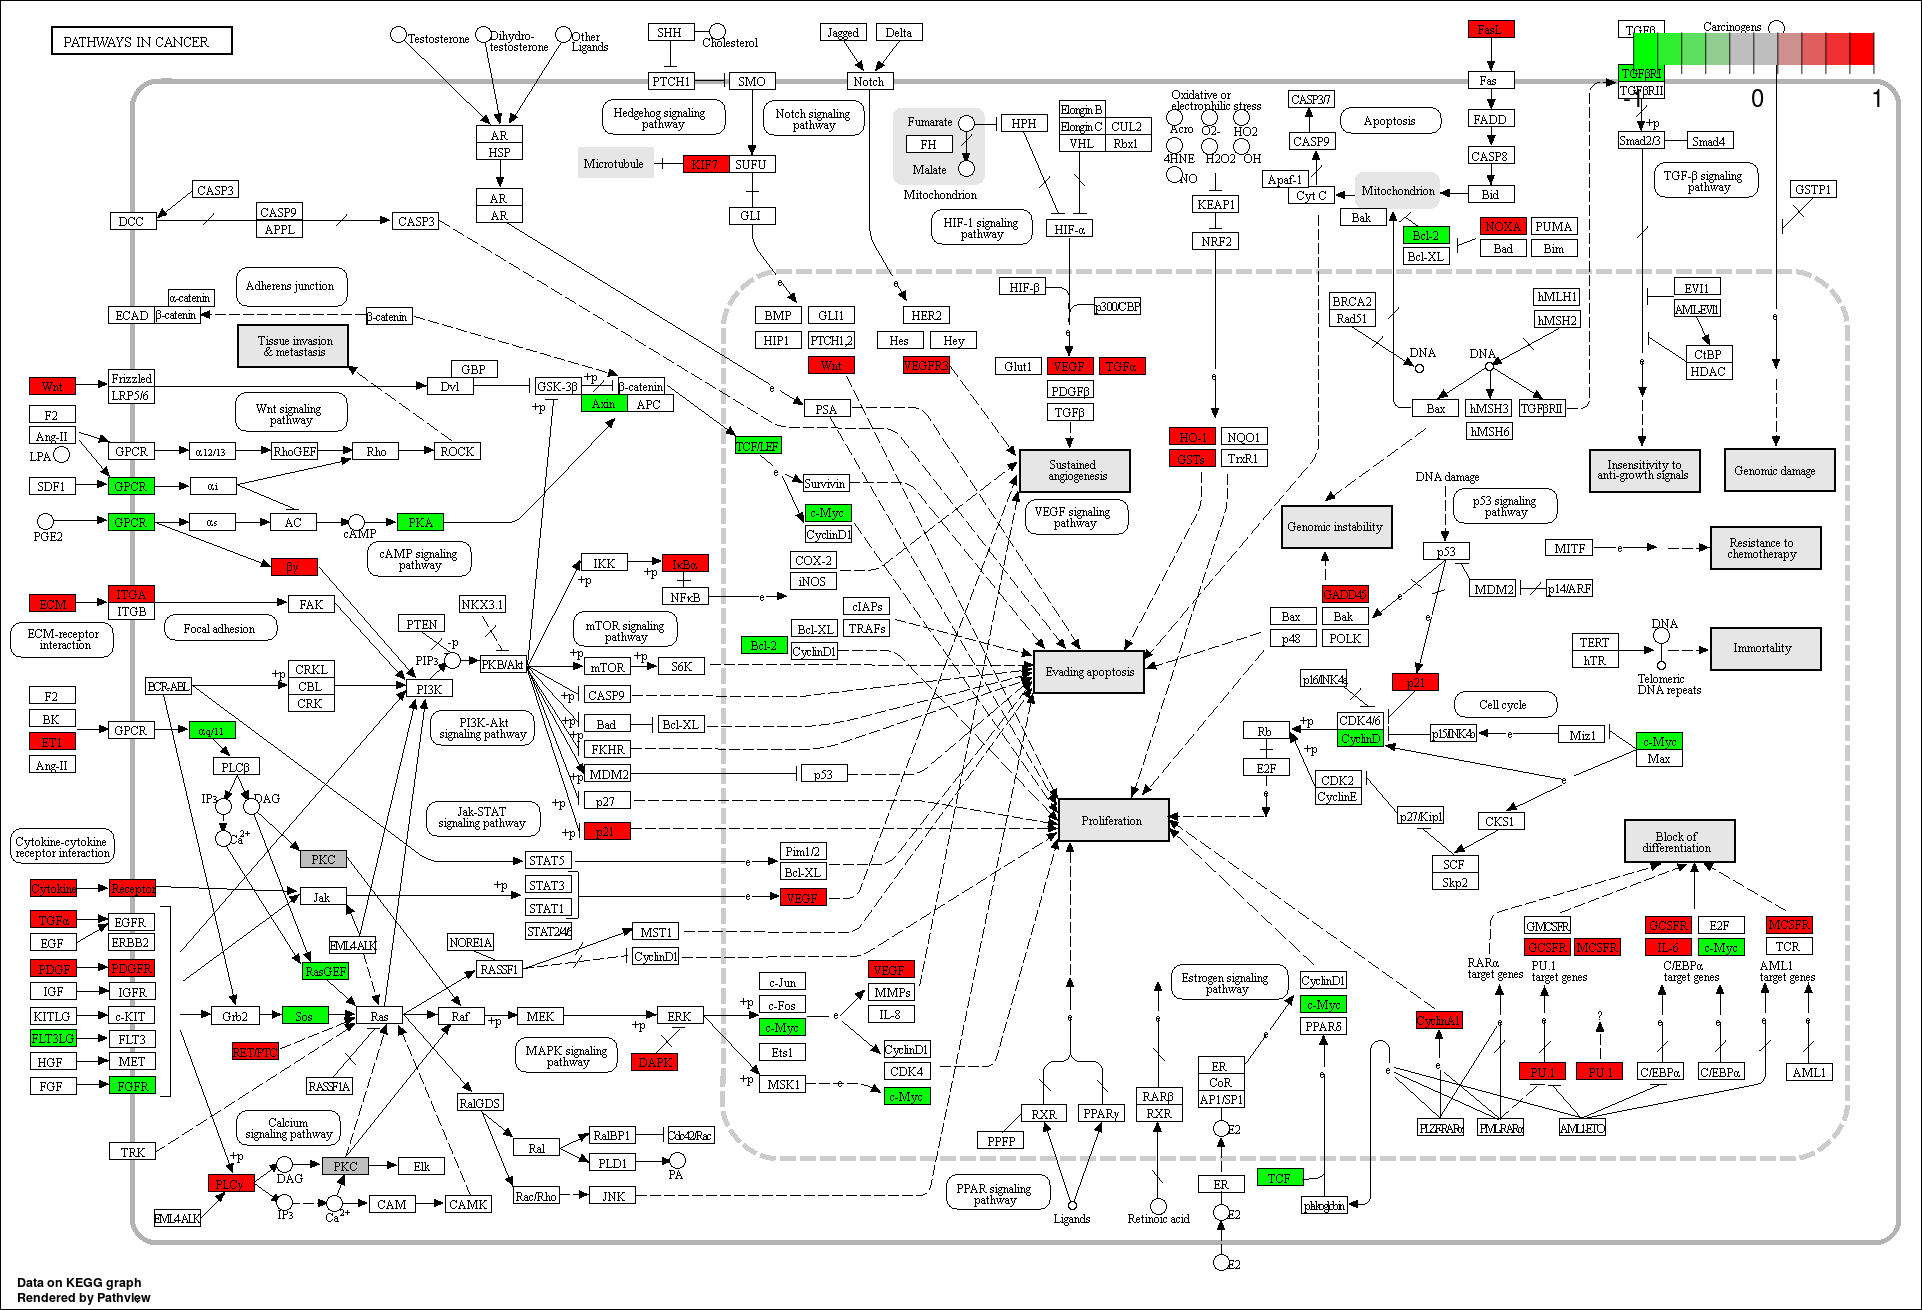 PATHWAYS IN CANCER
Testosterone
Dihydro-
testosterone
Other
Ligands
SHH
Cholesterol
Jagged
Delta
FasL
TGFβ
Carcinogens
-1
0
1
PTCH1
SMO
Notch
Fas
TGFβRI
TGFβRII
Hedgehog signaling
pathway
Notch signaling
pathway
Fumarate
FH
Malate
Mitochondrion
HPH
Elongin B
Elongin C
CUL2
VHL
Rbx1
Oxidative or
electrophilic stress
Acro
O2-
HO2
4HNE
H2O2
OH
NO
CASP3/7
CASP9
Apoptosis
FADD
CASP8
Bid
+p
Smad2/3
Smad4
TGF-β signaling
pathway
GSTP1
AR
HSP
AR
AR
Microtubule
KIF7
SUFU
GLI
HIF-1 signaling
pathway
HIF-α
KEAP1
NRF2
Apaf-1
Cyt C
Mitochondrion
Bak
Bcl-2
Bcl-XL
NOXA
PUMA
Bad
Bim
CASP3
DCC
CASP9
APPL
CASP3
Adherens junction
α-catenin
ECAD
β-catenin
β-catenin
Tissue invasion
& metastasis
e
e
BMP
GLI1
HIP1
PTCH1,2
Wnt
HER2
Hes
Hey
VEGFR3
HIF-β
p300/CBP
e
Glut1
VEGF
TGFα
PDGFβ
TGFβ
e
BRCA2
Rad51
hMLH1
hMSH2
DNA
DNA
Bax
hMSH3
TGFβRII
hMSH6
EVI1
AML-EVI1
CtBP
HDAC
e
e
Wnt
Frizzled
LRP5/6
Dvl
GBP
GSK-3β
+p
β-catenin
Axin
APC
+p
F2
Ang-II
LPA
GPCR
Wnt signaling
pathway
α12/13
RhoGEF
Rho
ROCK
SDF1
GPCR
αi
PGE2
GPCR
αs
AC
cAMP
PKA
cAMP signaling
pathway
βγ
e
PSA
TCF/LEF
e
Survivin
c-Myc
CyclinD1
COX-2
iNOS
HO-1
NQO1
GSTs
TrxR1
Sustained
angiogenesis
VEGF signaling
pathway
Insensitivity to
anti-growth signals
Genomic damage
DNA damage
p53 signaling
pathway
Genomic instability
p53
MITF
e
Resistance to
chemotherapy
IKK
+p
+p
IκBα
NFκB
e
ECM
ITGA
ITGB
FAK
ECM-receptor
interaction
Focal adhesion
PTEN
NKX3.1
-p
PIP3
PKB/Akt
mTOR signaling
pathway
+p
mTOR
+p
S6K
Bcl-2
cIAPs
Bcl-XL
TRAFs
CyclinD1
Evading apoptosis
GADD45
Bax
Bak
p48
POLK
e
e
MDM2
p14/ARF
TERT
hTR
DNA
Telomeric
DNA repeats
Immortality
BCR-ABL
+p
CRKL
CBL
CRK
PI3K
+p
CASP9
+p
Bad
Bcl-XL
+p
FKHR
+p
MDM2
p53
+p
p27
+p
p21
PI3K-Akt
signaling pathway
Jak-STAT
signaling pathway
F2
BK
ET1
Ang-II
GPCR
αq/11
PLCβ
IP3
DAG
Ca2+
PKC
p21
p16/INK4a
CDK4/6
CyclinD
Cell cycle
+p
Rb
p15/INK4b
e
Miz1
c-Myc
Max
E2F
+p
CDK2
CyclinE
e
e
p27/Kip1
CKS1
SCF
Skp2
Proliferation
Block of
differentiation
Cytokine-cytokine
receptor interaction
Cytokine
Receptor
Jak
+p
STAT5
STAT3
STAT1
STAT2/4/6
e
e
Pim1/2
Bcl-XL
VEGF
TGFα
EGF
EGFR
ERBB2
PDGF
PDGFR
IGF
IGFR
KITLG
c-KIT
FLT3LG
FLT3
HGF
MET
FGF
FGFR
EML4-ALK
RasGEF
NORE1A
RASSF1
MST1
CyclinD1
Grb2
Sos
Ras
Raf
+p
MEK
+p
ERK
RET/PTC
RASSF1A
MAPK signaling
pathway
DAPK
+p
c-Jun
c-Fos
c-Myc
Ets1
+p
MSK1
e
e
VEGF
MMPs
IL-8
CyclinD1
CDK4
c-Myc
Estrogen signaling
pathway
CyclinD1
c-Myc
PPARδ
CyclinA1
GMCSFR
GCSFR
MCSFR
GCSFR
IL-6
E2F
c-Myc
MCSFR
TCR
RARα
target genes
PU.1
target genes
C/EBPα
target genes
AML1
target genes
?
PU.1
PU.1
C/EBPα
C/EBPα
AML1
PLZF-RARα
PML-RARα
AML1-ETO
e
e
e
e
e
e
e
e
e
e
e
e
RalGDS
Ral
RalBP1
Cdc42/Rac
PLD1
PA
Rac/Rho
JNK
Calcium
signaling pathway
TRK
+p
PLCγ
DAG
IP3
PKC
Elk
Ca2+
CAM
CAMK
EML4-ALK
RXR
PPARγ
PPFP
PPAR signaling
pathway
Ligands
RARβ
RXR
Retinoic acid
ER
CoR
AP1/SP1
E2
ER
E2
E2
TCF
plakoglobin
Data on KEGG graph
Rendered by Pathview